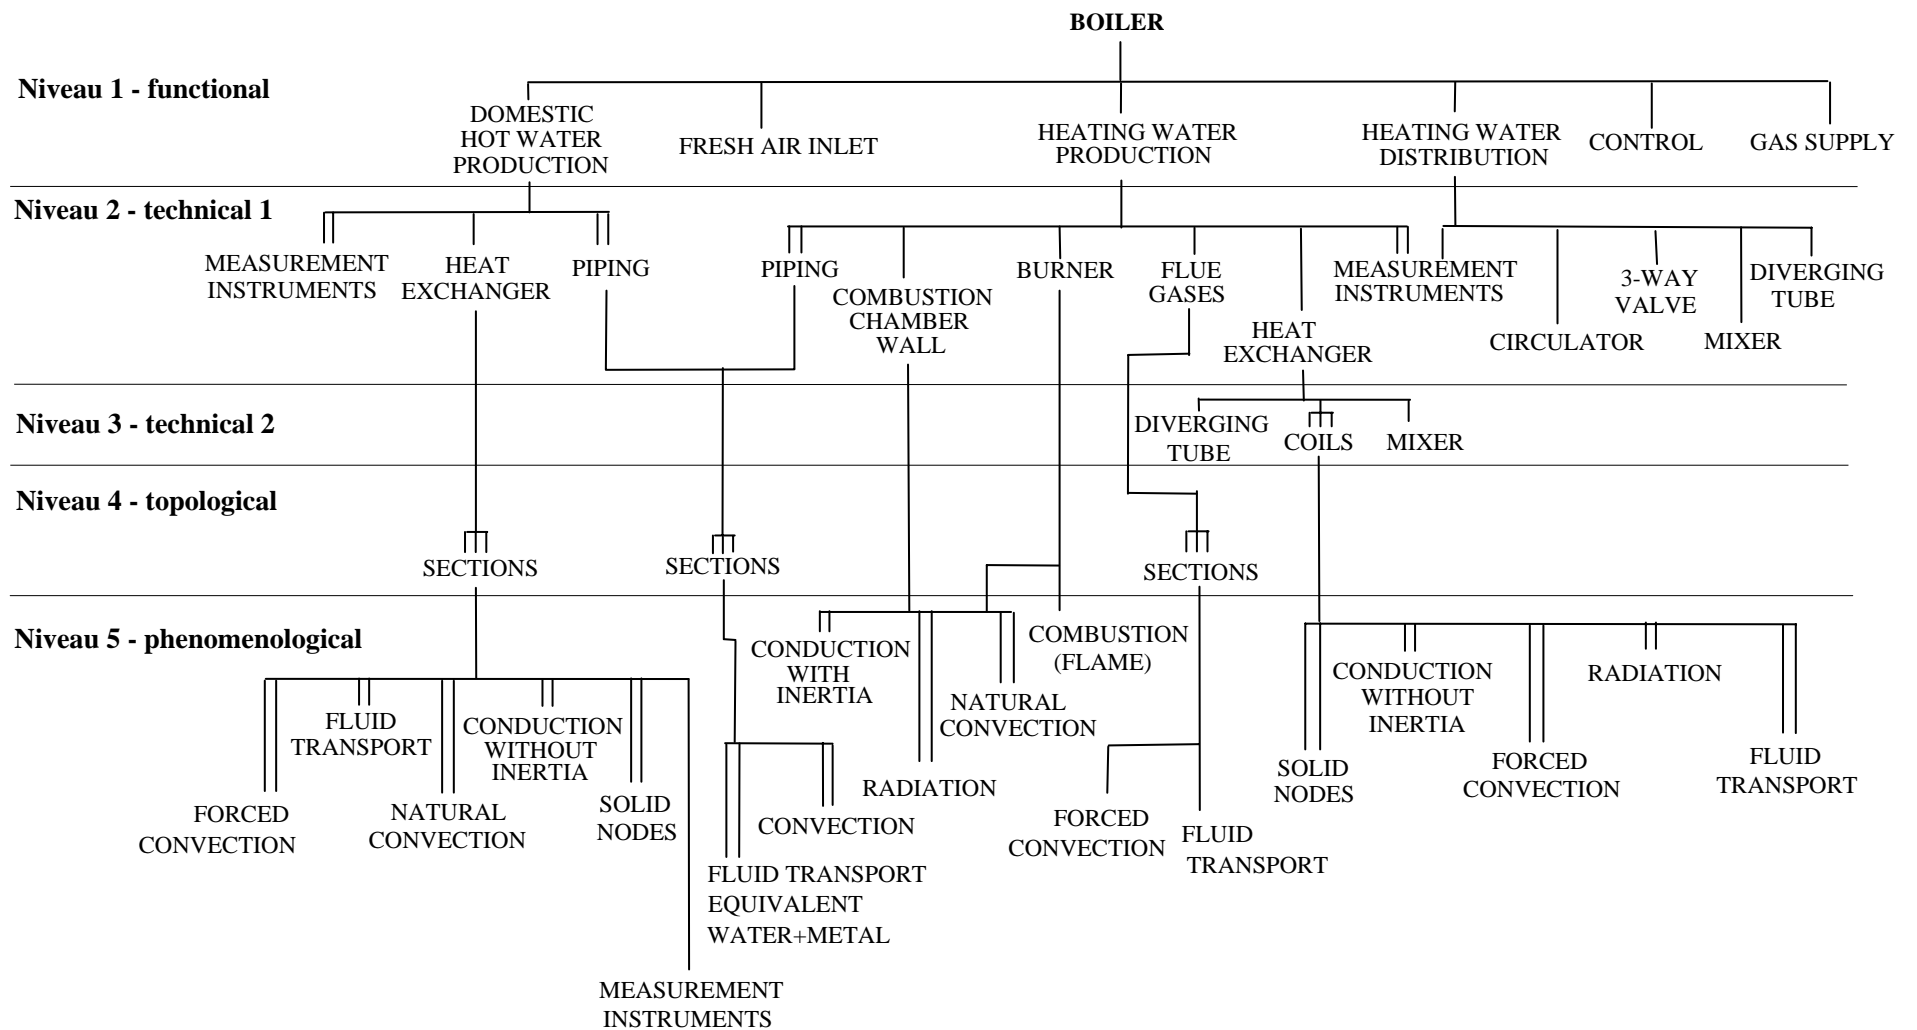 BOILER
Niveau 1 - functional
DOMESTIC
HOT WATER
PRODUCTION
FRESH AIR INLET
HEATING WATER
PRODUCTION
HEATING WATER
DISTRIBUTION
CONTROL
GAS SUPPLY
Niveau 2 - technical 1
MEASUREMENT
INSTRUMENTS
HEAT
EXCHANGER
PIPING
PIPING
COMBUSTION
CHAMBER
WALL
BURNER
FLUE
GASES
HEAT
EXCHANGER
MEASUREMENT
INSTRUMENTS
CIRCULATOR
3-WAY
VALVE
MIXER
DIVERGING
TUBE
Niveau 3 - technical 2
DIVERGING
TUBE
COILS
MIXER
Niveau 4 - topological
SECTIONS
SECTIONS
SECTIONS
Niveau 5 - phenomenological
FORCED
CONVECTION
FLUID
TRANSPORT
NATURAL
CONVECTION
CONDUCTION
WITHOUT
INERTIA
SOLID
NODES
MEASUREMENT
INSTRUMENTS
FLUID TRANSPORT
EQUIVALENT
WATER+METAL
CONVECTION
CONDUCTION
WITH
INERTIA
RADIATION
NATURAL
CONVECTION
COMBUSTION
(FLAME)
FORCED
CONVECTION
FLUID
TRANSPORT
SOLID
NODES
CONDUCTION
WITHOUT
INERTIA
FORCED
CONVECTION
RADIATION
FLUID
TRANSPORT